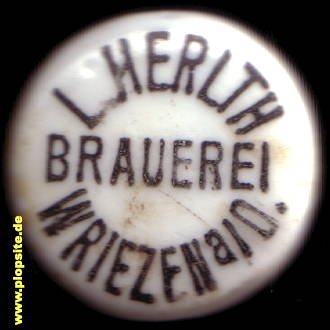 L. HERLTH
BRAUEREI
WRIEZEN a/O.
www.plopsite.de